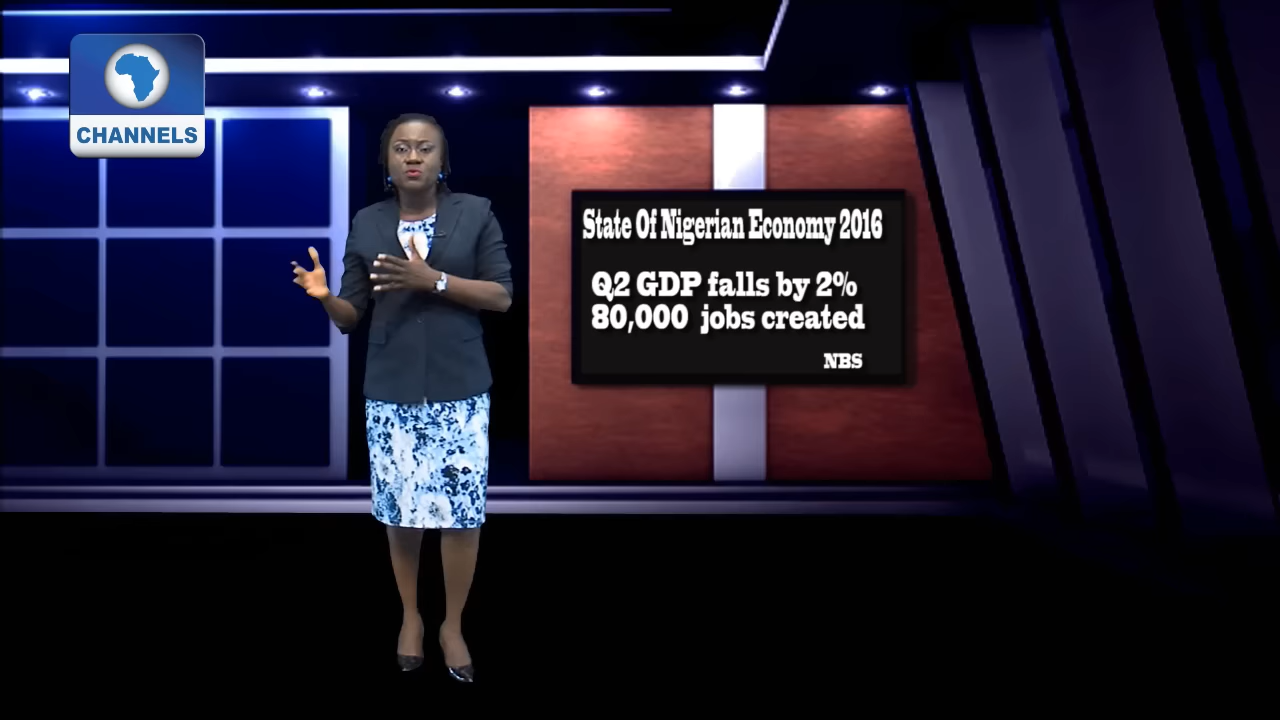 CHANNELS
State Of Nigerian Economy 2016
Q2 GDP falls by 2%
80,000 jobs created
NBS